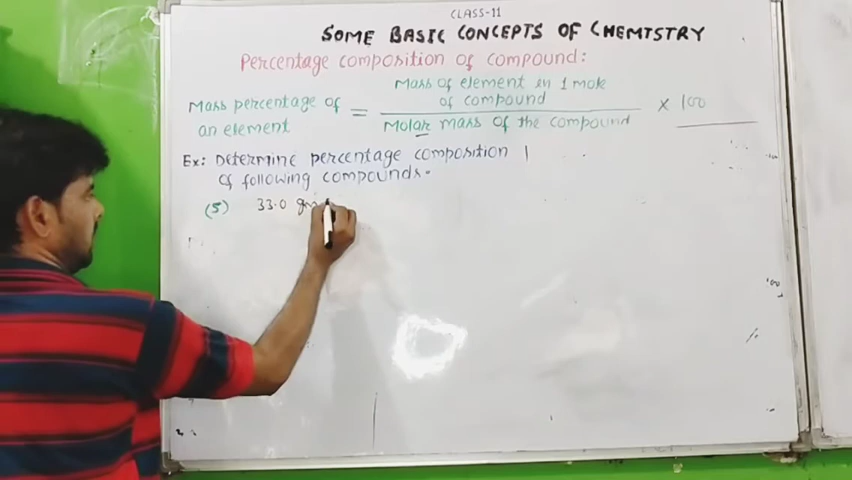 CLASS-11
SOME BASIC CONCEPTS OF CHEMISTRY
Percentage composition of compound:
Mass percentage of an element = Mass of element in 1 mole of compound / Molar mass of the compound × 100
Ex: Determine percentage composition
of following compounds.
(5) 33.0 gm